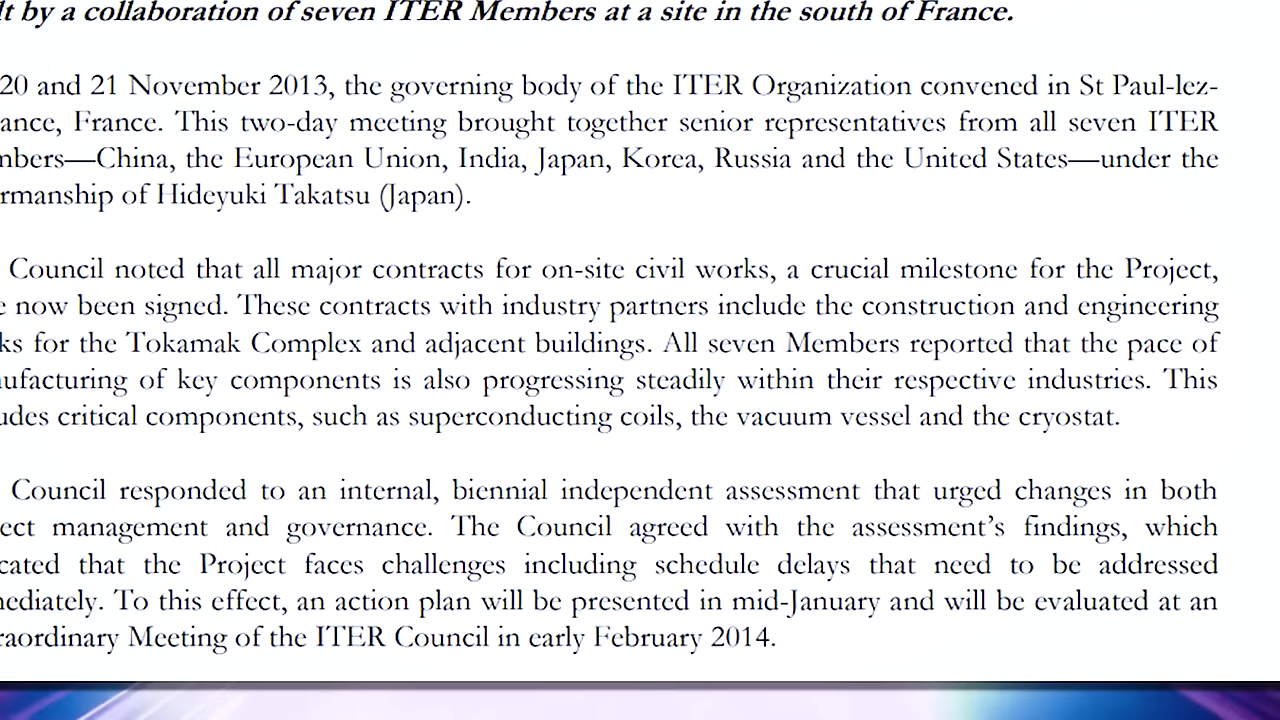 lt by a collaboration of seven ITER Members at a site in the south of France.
20 and 21 November 2013, the governing body of the ITER Organization convened in St Paul-lez-
ance, France. This two-day meeting brought together senior representatives from all seven ITER
mbers—China, the European Union, India, Japan, Korea, Russia and the United States—under the
rmanship of Hideyuki Takatsu (Japan).
Council noted that all major contracts for on-site civil works, a crucial milestone for the Project,
e now been signed. These contracts with industry partners include the construction and engineering
ks for the Tokamak Complex and adjacent buildings. All seven Members reported that the pace of
ufacturing of key components is also progressing steadily within their respective industries. This
udes critical components, such as superconducting coils, the vacuum vessel and the cryostat.
Council responded to an internal, biennial independent assessment that urged changes in both
ect management and governance. The Council agreed with the assessment's findings, which
cated that the Project faces challenges including schedule delays that need to be addressed
mediately. To this effect, an action plan will be presented in mid-January and will be evaluated at an
raordinary Meeting of the ITER Council in early February 2014.